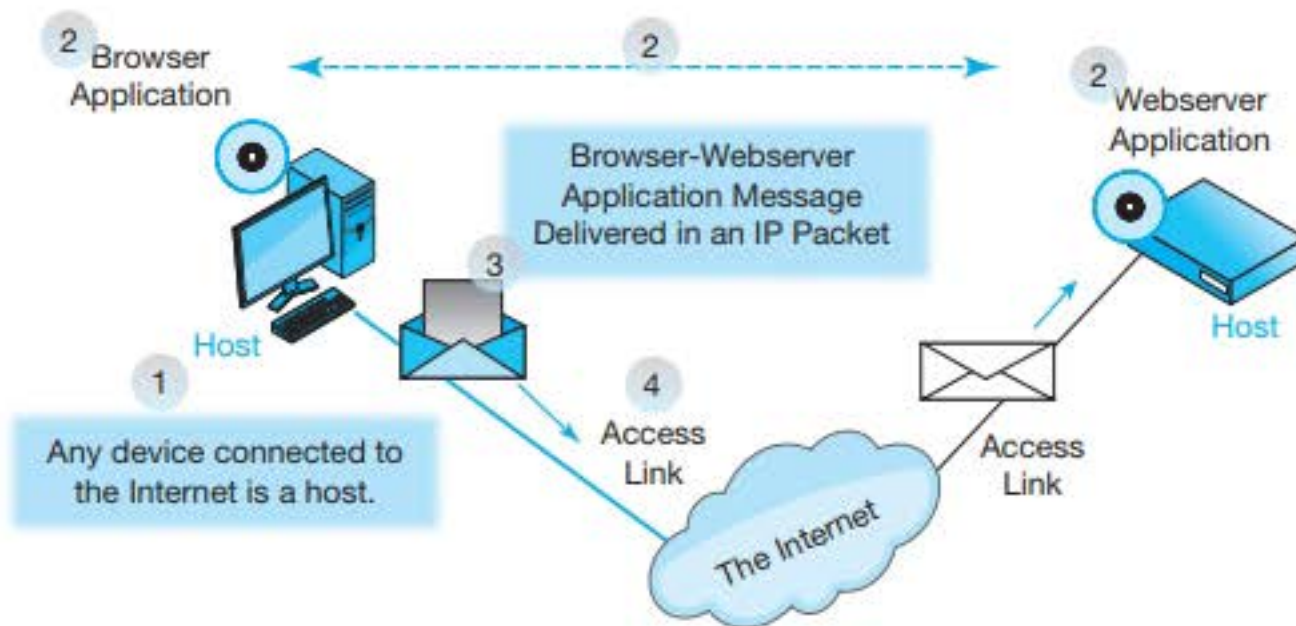 2
Browser
Application
2
2
Webserver
Application
Browser-Webserver
Application Message
Delivered in an IP Packet
3
Host
Host
1
Any device connected to
the Internet is a host.
4
Access
Link
Access
Link
The Internet